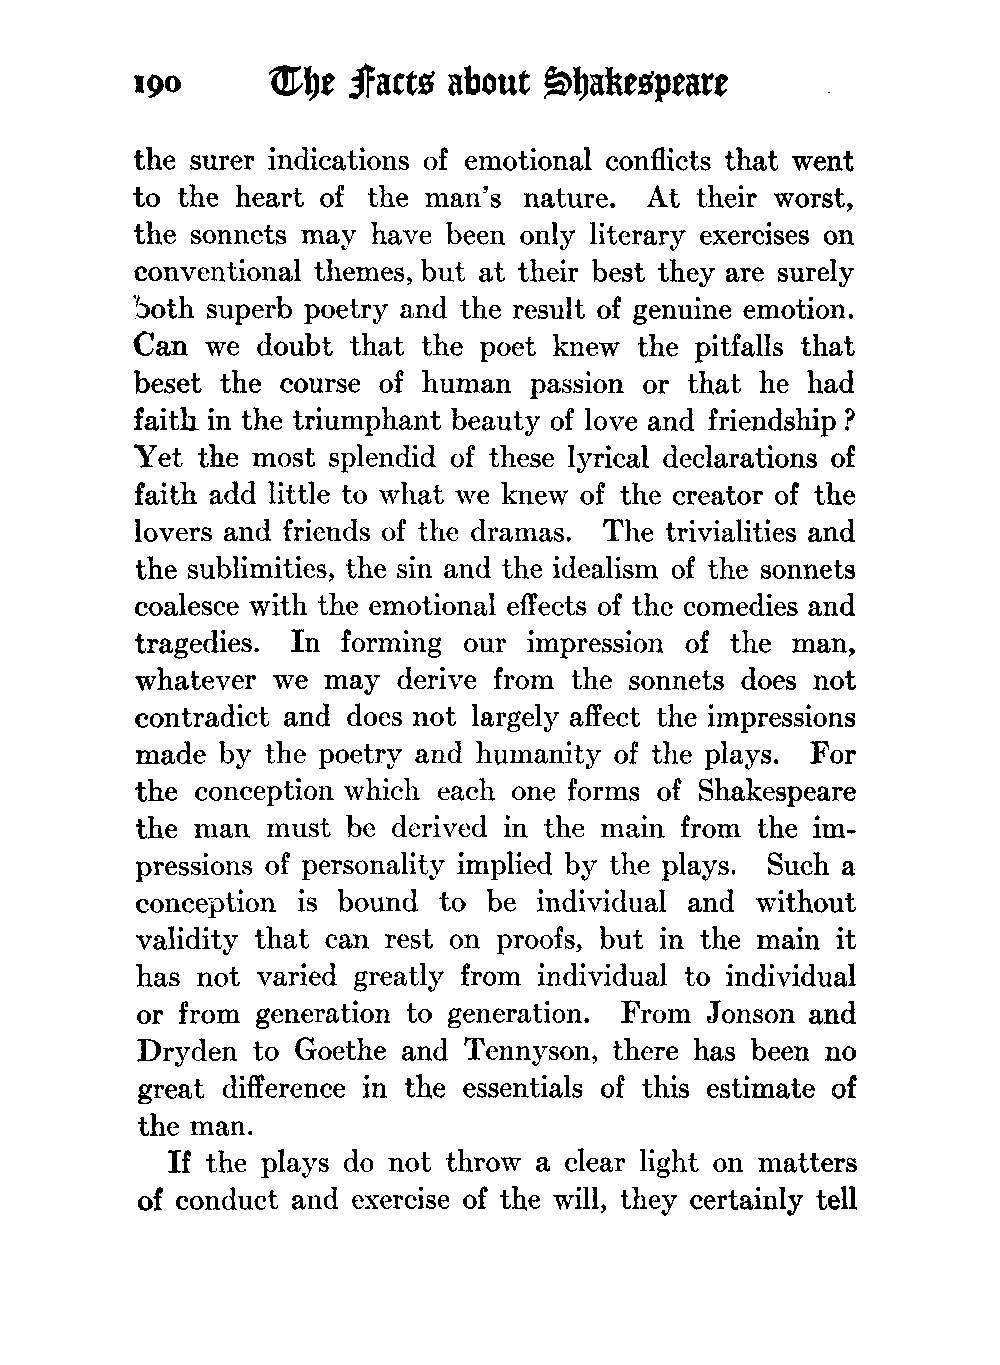 190 The Facts about Shakespeare
the surer indications of emotional conflicts that went
to the heart of the man's nature. At their worst,
the sonnets may have been only literary exercises on
conventional themes, but at their best they are surely
both superb poetry and the result of genuine emotion.
Can we doubt that the poet knew the pitfalls that
beset the course of human passion or that he had
faith in the triumphant beauty of love and friendship?
Yet the most splendid of these lyrical declarations of
faith add little to what we knew of the creator of the
lovers and friends of the dramas. The trivialities and
the sublimities, the sin and the idealism of the sonnets
coalesce with the emotional effects of the comedies and
tragedies. In forming our impression of the man,
whatever we may derive from the sonnets does not
contradict and does not largely affect the impressions
made by the poetry and humanity of the plays. For
the conception which each one forms of Shakespeare
the man must be derived in the main from the im-
pressions of personality implied by the plays. Such a
conception is bound to be individual and without
validity that can rest on proofs, but in the main it
has not varied greatly from individual to individual
or from generation to generation. From Jonson and
Dryden to Goethe and Tennyson, there has been no
great difference in the essentials of this estimate of
the man.
If the plays do not throw a clear light on matters
of conduct and exercise of the will, they certainly tell